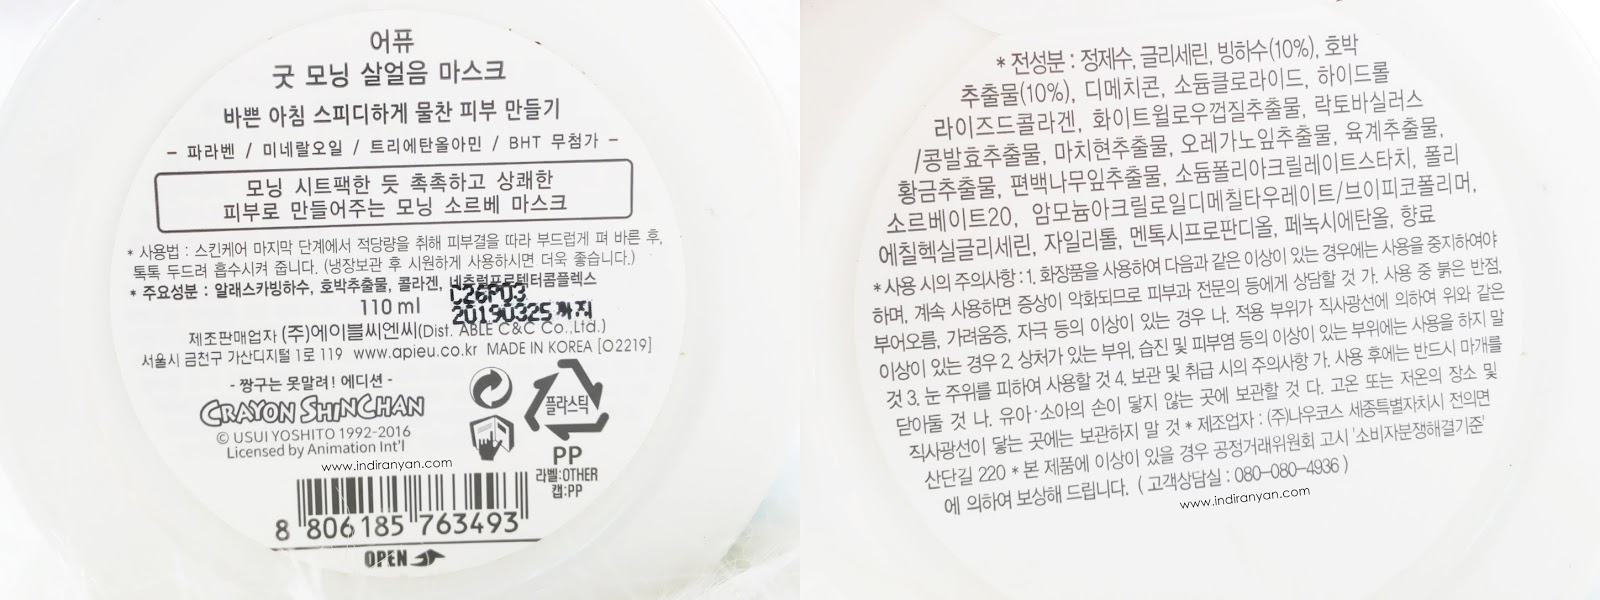 어퓨
굿 모닝 살얼음 마스크
바쁜 아침 스피디하게 물찬 피부 만들기
- 파라벤 / 미네랄오일 / 트리에탄올아민 / BHT 무첨가 -
모닝 시트팩한 듯 촉촉하고 상쾌한
피부로 만들어주는 모닝 소르베 마스크
* 사용법 : 스킨케어 마지막 단계에서 적당량을 취해 피부결을 따라 부드럽게 펴 바른 후,
톡톡 두드려 흡수시켜 줍니다. (냉장보관 후 시원하게 사용하시면 더욱 좋습니다.)
* 주요성분 : 알래스카빙하수, 호박추출물, 콜라겐, 네츄럴프로텍터콤플렉스
110 ml
C26P03
20190325까지
제조판매업자 (주)에이블씨엔씨(Dist. ABLE C&C Co.,Ltd.)
서울시 금천구 가산디지털 1로 119 www.apieu.co.kr MADE IN KOREA [O2219]
- 짱구는 못말려! 에디션 -
CRAYON SHINCHAN
© USUI YOSHITO 1992-2016
Licensed by Animation Int'l
www.indiranyan.com
플라스틱
PP
라벨:OTHER
캡:PP
8 806185 763493
OPEN
* 전성분 : 정제수, 글리세린, 빙하수(10%), 호박
추출물(10%), 디메치콘, 소듐클로라이드, 하이드롤
라이즈드콜라겐, 화이트윌로우껍질추출물, 락토바실러스
/콩발효추출물, 마치현추출물, 오레가노잎추출물, 육계추출물,
황금추출물, 편백나무잎추출물, 소듐폴리아크릴레이트스타치, 폴리
소르베이트20, 암모늄아크릴로일디메칠타우레이트/브이피코폴리머,
에칠헥실글리세린, 자일리톨, 멘톡시프로판디올, 페녹시에탄올, 향료
* 사용 시의 주의사항 : 1. 화장품을 사용하여 다음과 같은 이상이 있는 경우에는 사용을 중지하여야
하며, 계속 사용하면 증상이 악화되므로 피부과 전문의 등에게 상담할 것 가. 사용 중 붉은 반점,
부어오름, 가려움증, 자극 등의 이상이 있는 경우 나. 적용 부위가 직사광선에 의하여 위와 같은
이상이 있는 경우 2. 상처가 있는 부위, 습진 및 피부염 등의 이상이 있는 부위에는 사용을 하지 말
것 3. 눈 주위를 피하여 사용할 것 4. 보관 및 취급 시의 주의사항 가. 사용 후에는 반드시 마개를
닫아둘 것 나. 유아·소아의 손이 닿지 않는 곳에 보관할 것 다. 고온 또는 저온의 장소 및
직사광선이 닿는 곳에는 보관하지 말 것 * 제조업자 : (주)나우코스 세종특별자치시 전의면
산단길 220 * 본 제품에 이상이 있을 경우 공정거래위원회 고시 '소비자분쟁해결기준'
에 의하여 보상해 드립니다. ( 고객상담실 : 080-080-4936 )
www.indiranyan.com